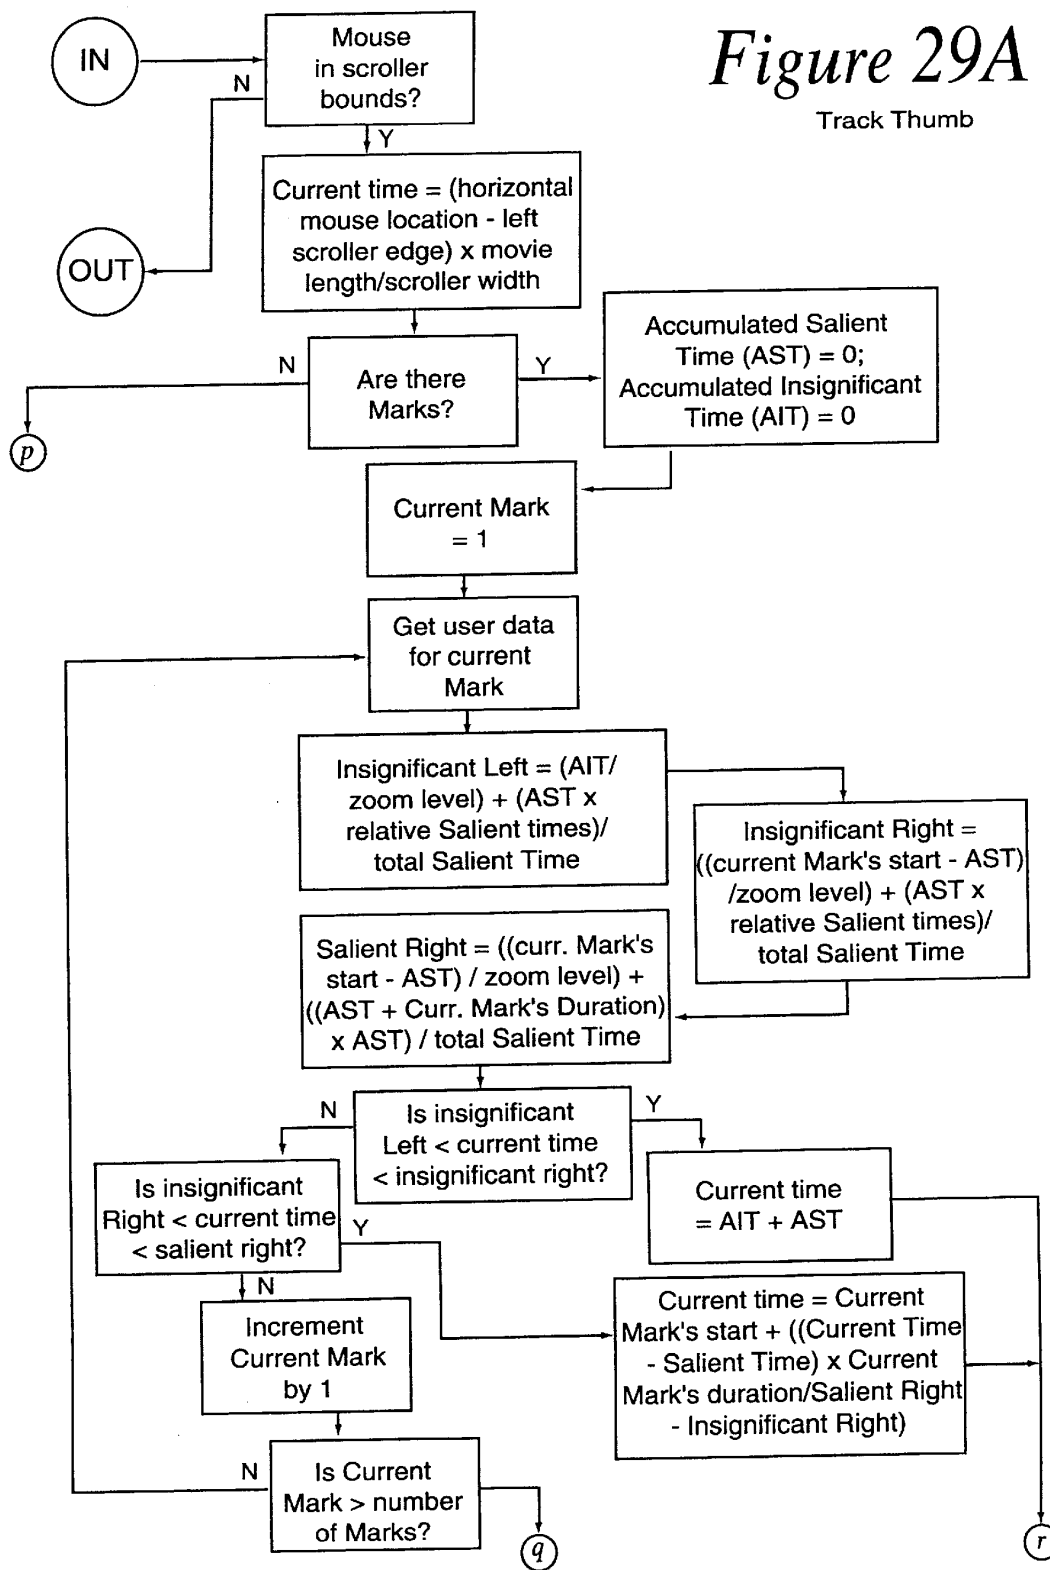 Figure 29A
Track Thumb
IN
Mouse
in scroller
bounds?
N
Y
OUT
Current time = (horizontal
mouse location - left
scroller edge) x movie
length/scroller width
N
Are there
Marks?
Y
Accumulated Salient
Time (AST) = 0;
Accumulated Insignificant
Time (AIT) = 0
p
Current Mark
= 1
Get user data
for current
Mark
Insignificant Left = (AIT/
zoom level) + (AST x
relative Salient times)/
total Salient Time
Insignificant Right =
((current Mark's start - AST)
/zoom level) + (AST x
relative Salient times)/
total Salient Time
Salient Right = ((curr. Mark's
start - AST) / zoom level) +
((AST + Curr. Mark's Duration)
x AST) / total Salient Time
N
Is insignificant
Left < current time
< insignificant right?
Y
Is insignificant
Right < current time
< salient right?
Y
N
Current time
= AIT + AST
Increment
Current Mark
by 1
Current time = Current
Mark's start + ((Current Time
- Salient Time) x Current
Mark's duration/Salient Right
- Insignificant Right)
N
Is Current
Mark > number
of Marks?
q
r